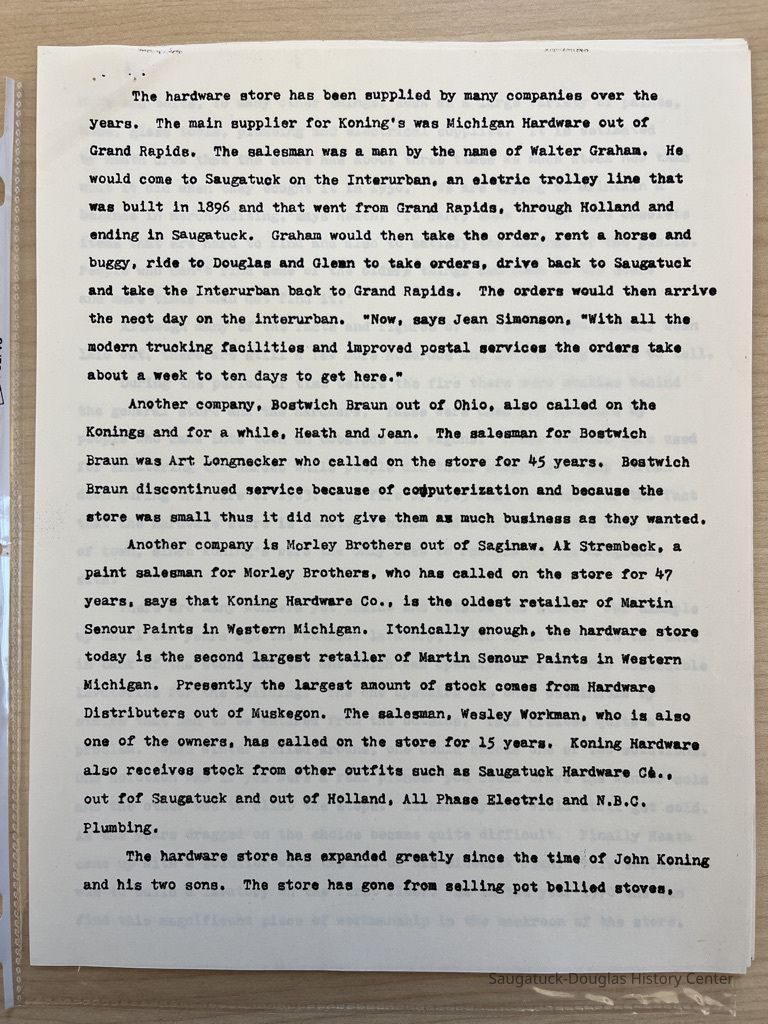 The hardware store has been supplied by many companies over the
years. The main supplier for Koning's was Michigan Hardware out of
Grand Rapids. The salesman was a man by the name of Walter Graham. He
would come to Saugatuck on the Interurban, an eletric trolley line that
was built in 1896 and that went from Grand Rapids, through Holland and
ending in Saugatuck. Graham would then take the order, rent a horse and
buggy, ride to Douglas and Glenn to take orders, drive back to Saugatuck
and take the Interurban back to Grand Rapids. The orders would then arrive
the nect day on the interurban. "Now, says Jean Simonson, "With all the
modern trucking facilities and improved postal services the orders take
about a week to ten days to get here."
Another company, Bostwich Braun out of Ohio, also called on the
Konings and for a while, Heath and Jean. The salesman for Bostwich
Braun was Art Longnecker who called on the store for 45 years. Bostwich
Braun discontinued service because of computerization and because the
store was small thus it did not give them as much business as they wanted.
Another company is Morley Brothers out of Saginaw. Al Strembeck, a
paint salesman for Morley Brothers, who has called on the store for 47
years, says that Koning Hardware Co., is the oldest retailer of Martin
Senour Paints in Western Michigan. Itonically enough, the hardware store
today is the second largest retailer of Martin Senour Paints in Western
Michigan. Presently the largest amount of stock comes from Hardware
Distributers out of Muskegon. The salesman, Wesley Workman, who is also
one of the owners, has called on the store for 15 years. Koning Hardware
also receives stock from other outfits such as Saugatuck Hardware Co.,
out fof Saugatuck and out of Holland, All Phase Electric and N.B.C.
Plumbing.
The hardware store has expanded greatly since the time of John Koning
and his two sons. The store has gone from selling pot bellied stoves,
Saugatuck-Douglas History Center